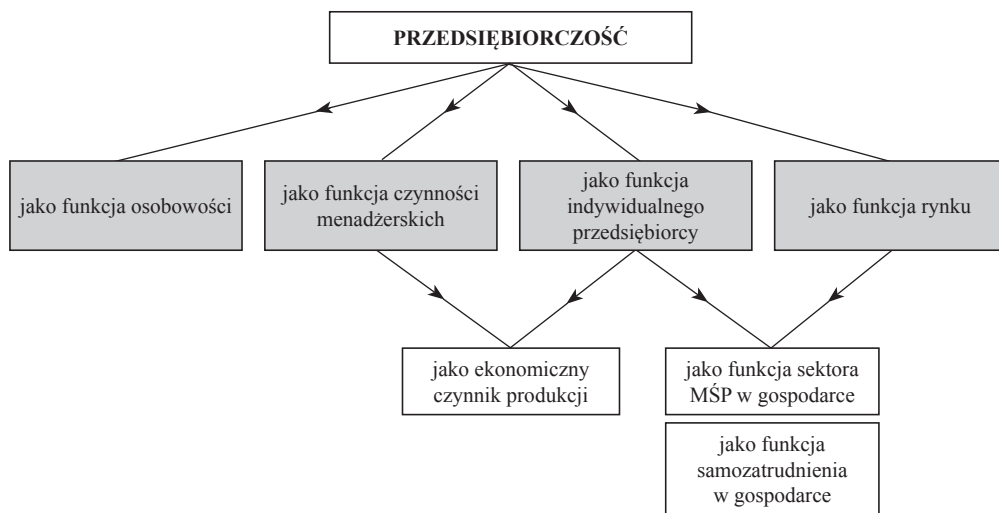 PRZEDSIĘBIORCZOŚĆ
jako funkcja osobowości
jako funkcja czynności
menadżerskich
jako funkcja
indywidualnego
przedsiębiorcy
jako funkcja rynku
jako ekonomiczny
czynnik produkcji
jako funkcja sektora
MŚP w gospodarce
jako funkcja
samozatrudnienia
w gospodarce